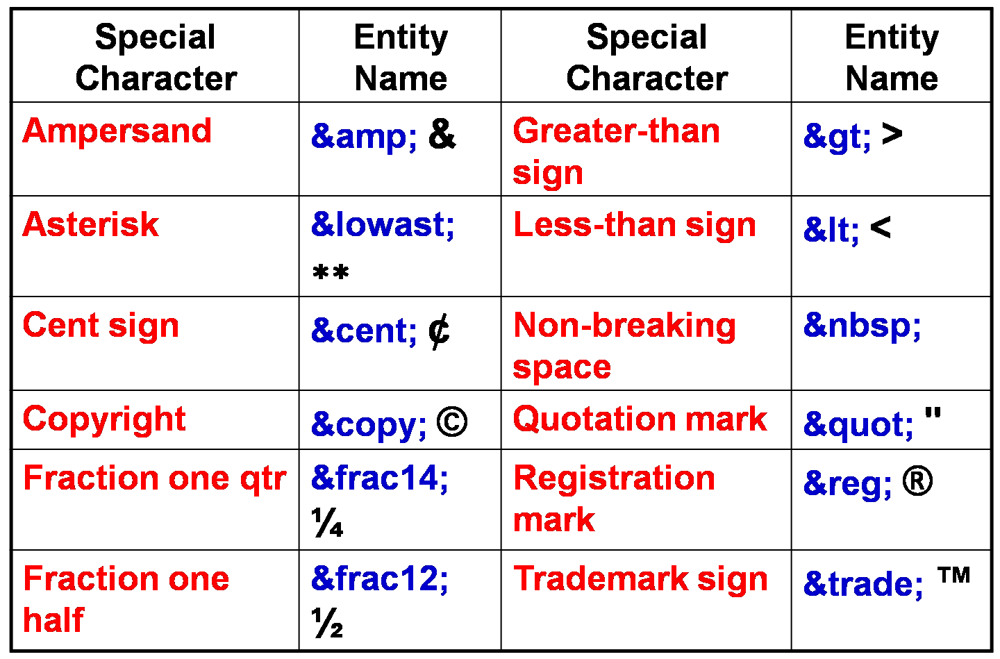 Special Character
Entity Name
Special Character
Entity Name
Ampersand
&amp; &
Greater-than
sign
&gt; >
Asterisk
&lowast;
**
Less-than sign
&lt; <
Cent sign
&cent; ¢
Non-breaking
space
&nbsp;
Copyright
&copy; ©
Quotation mark
&quot; "
Fraction one qtr
&frac14;
¼
Registration
mark
&reg; ®
Fraction one
half
&frac12;
½
Trademark sign
&trade; ™